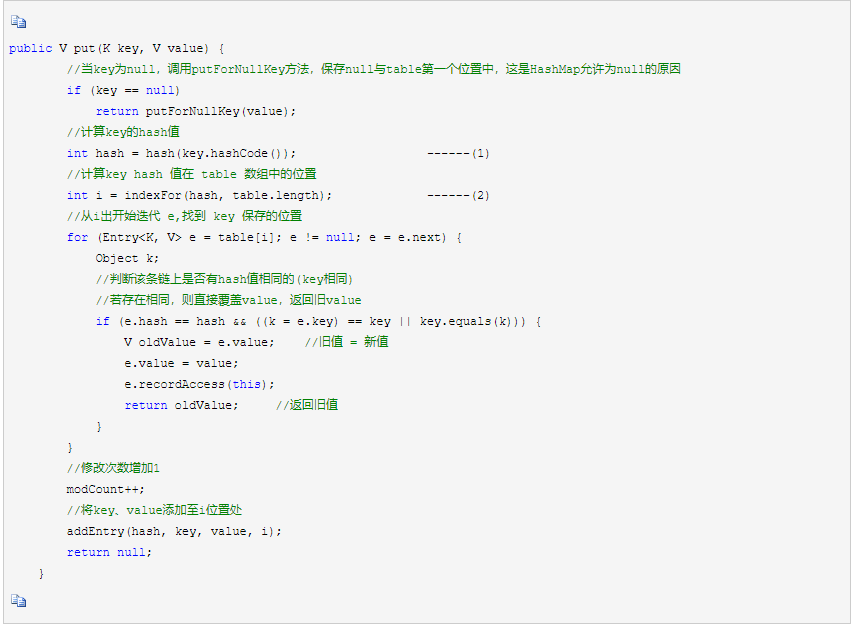 public V put(K key, V value) {
        //当key为null，调用putForNullKey方法，保存null与table第一个位置中，这是HashMap允许为null的原因
        if (key == null)
            return putForNullKey(value);
        //计算key的hash值
        int hash = hash(key.hashCode());                  ------(1)
        //计算key hash 值在 table 数组中的位置
        int i = indexFor(hash, table.length);             ------(2)
        //从i出开始迭代 e,找到 key 保存的位置
        for (Entry<K, V> e = table[i]; e != null; e = e.next) {
            Object k;
            //判断该条链上是否有hash值相同的(key相同)
            //若存在相同，则直接覆盖value，返回旧value
            if (e.hash == hash && ((k = e.key) == key || key.equals(k))) {
                V oldValue = e.value;    //旧值 = 新值
                e.value = value;
                e.recordAccess(this);
                return oldValue;     //返回旧值
            }
        }
        //修改次数增加1
        modCount++;
        //将key、value添加至i位置处
        addEntry(hash, key, value, i);
        return null;
    }